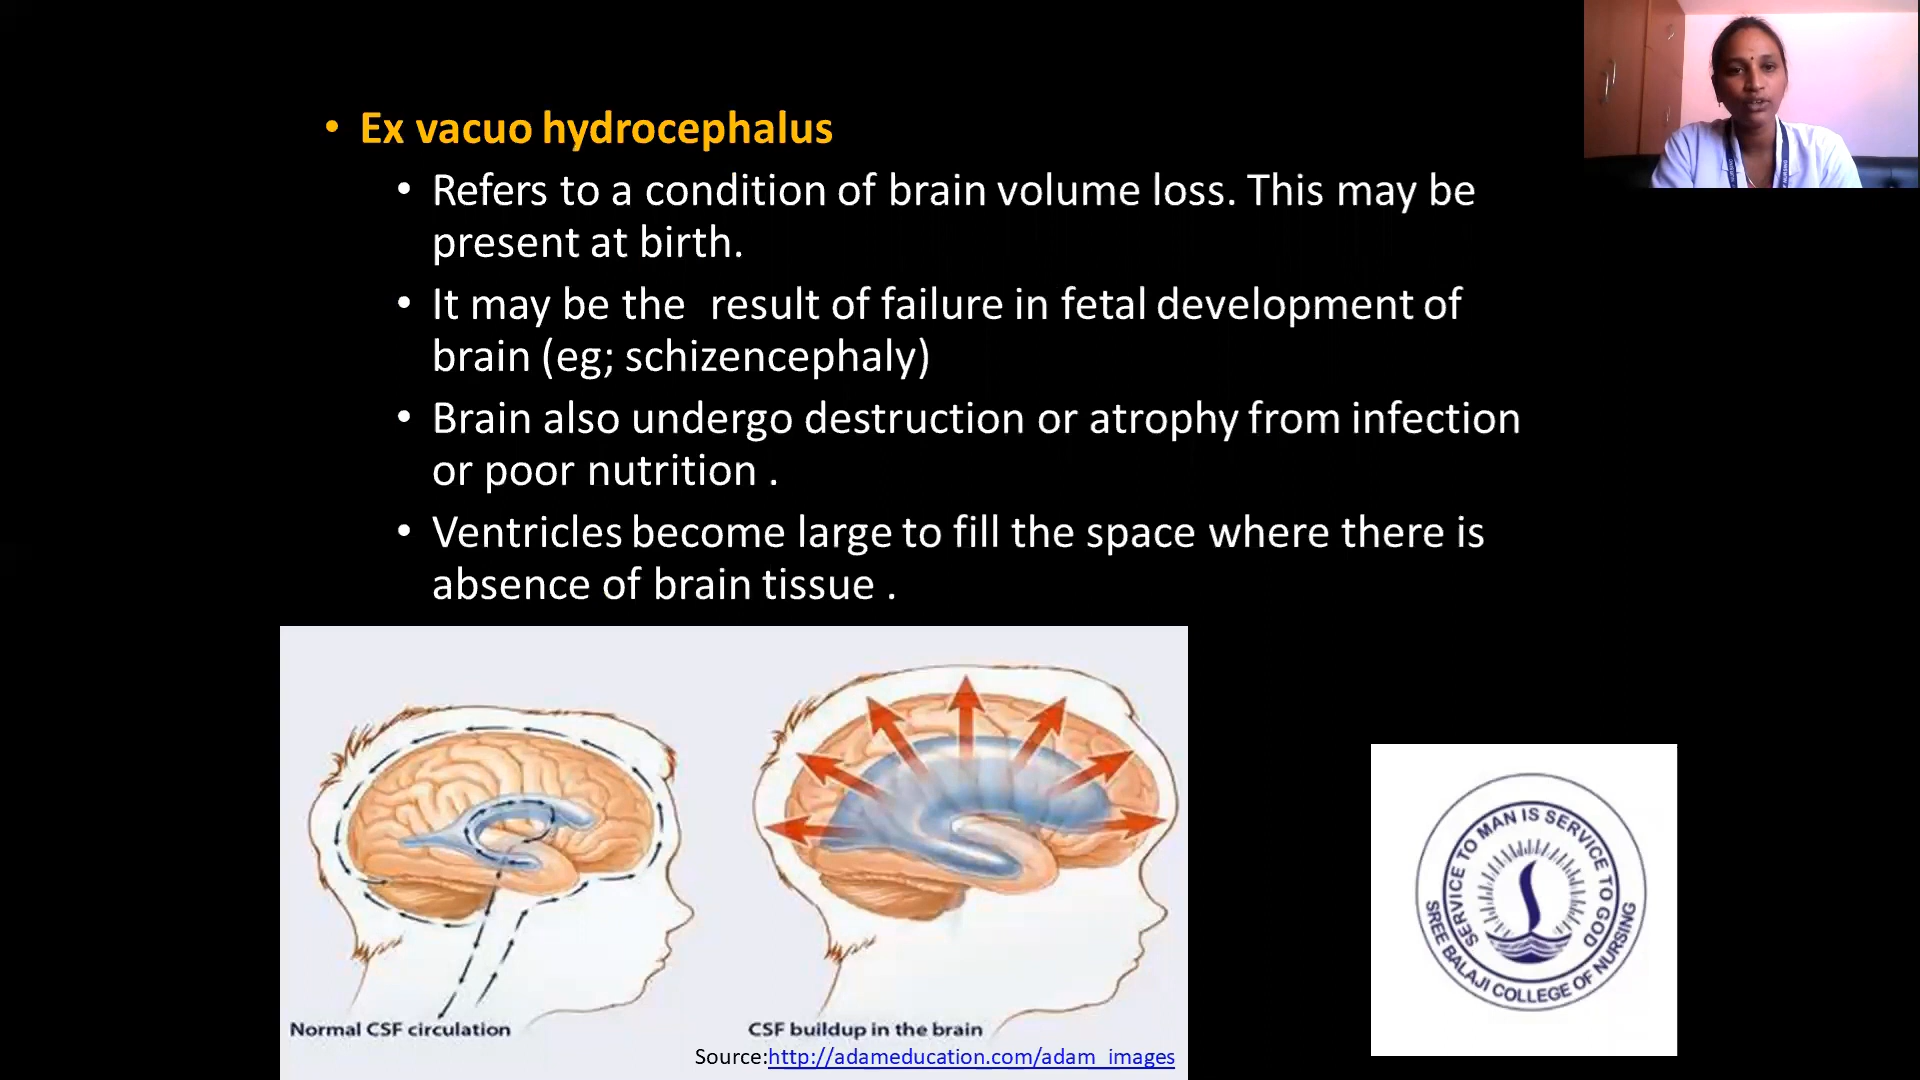 • Ex vacuo hydrocephalus
• Refers to a condition of brain volume loss. This may be
present at birth.
• It may be the  result of failure in fetal development of
brain (eg; schizencephaly)
• Brain also undergo destruction or atrophy from infection
or poor nutrition .
• Ventricles become large to fill the space where there is
absence of brain tissue .
Normal CSF circulation
CSF buildup in the brain
Source:http://adameducation.com/adam_images
SERVICE TO MAN IS SERVICE TO GOD
SREE BALAJI COLLEGE OF NURSING